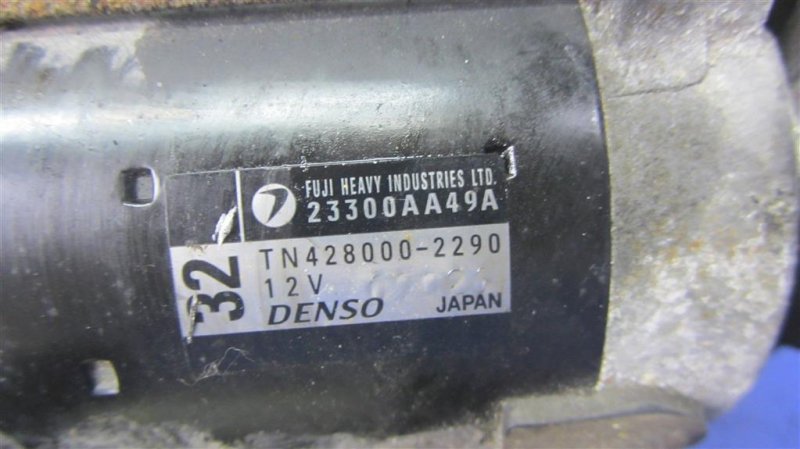 FUJI HEAVY INDUSTRIES LTD.
23300AA49A
32
TN428000-2290
12V
DENSO JAPAN